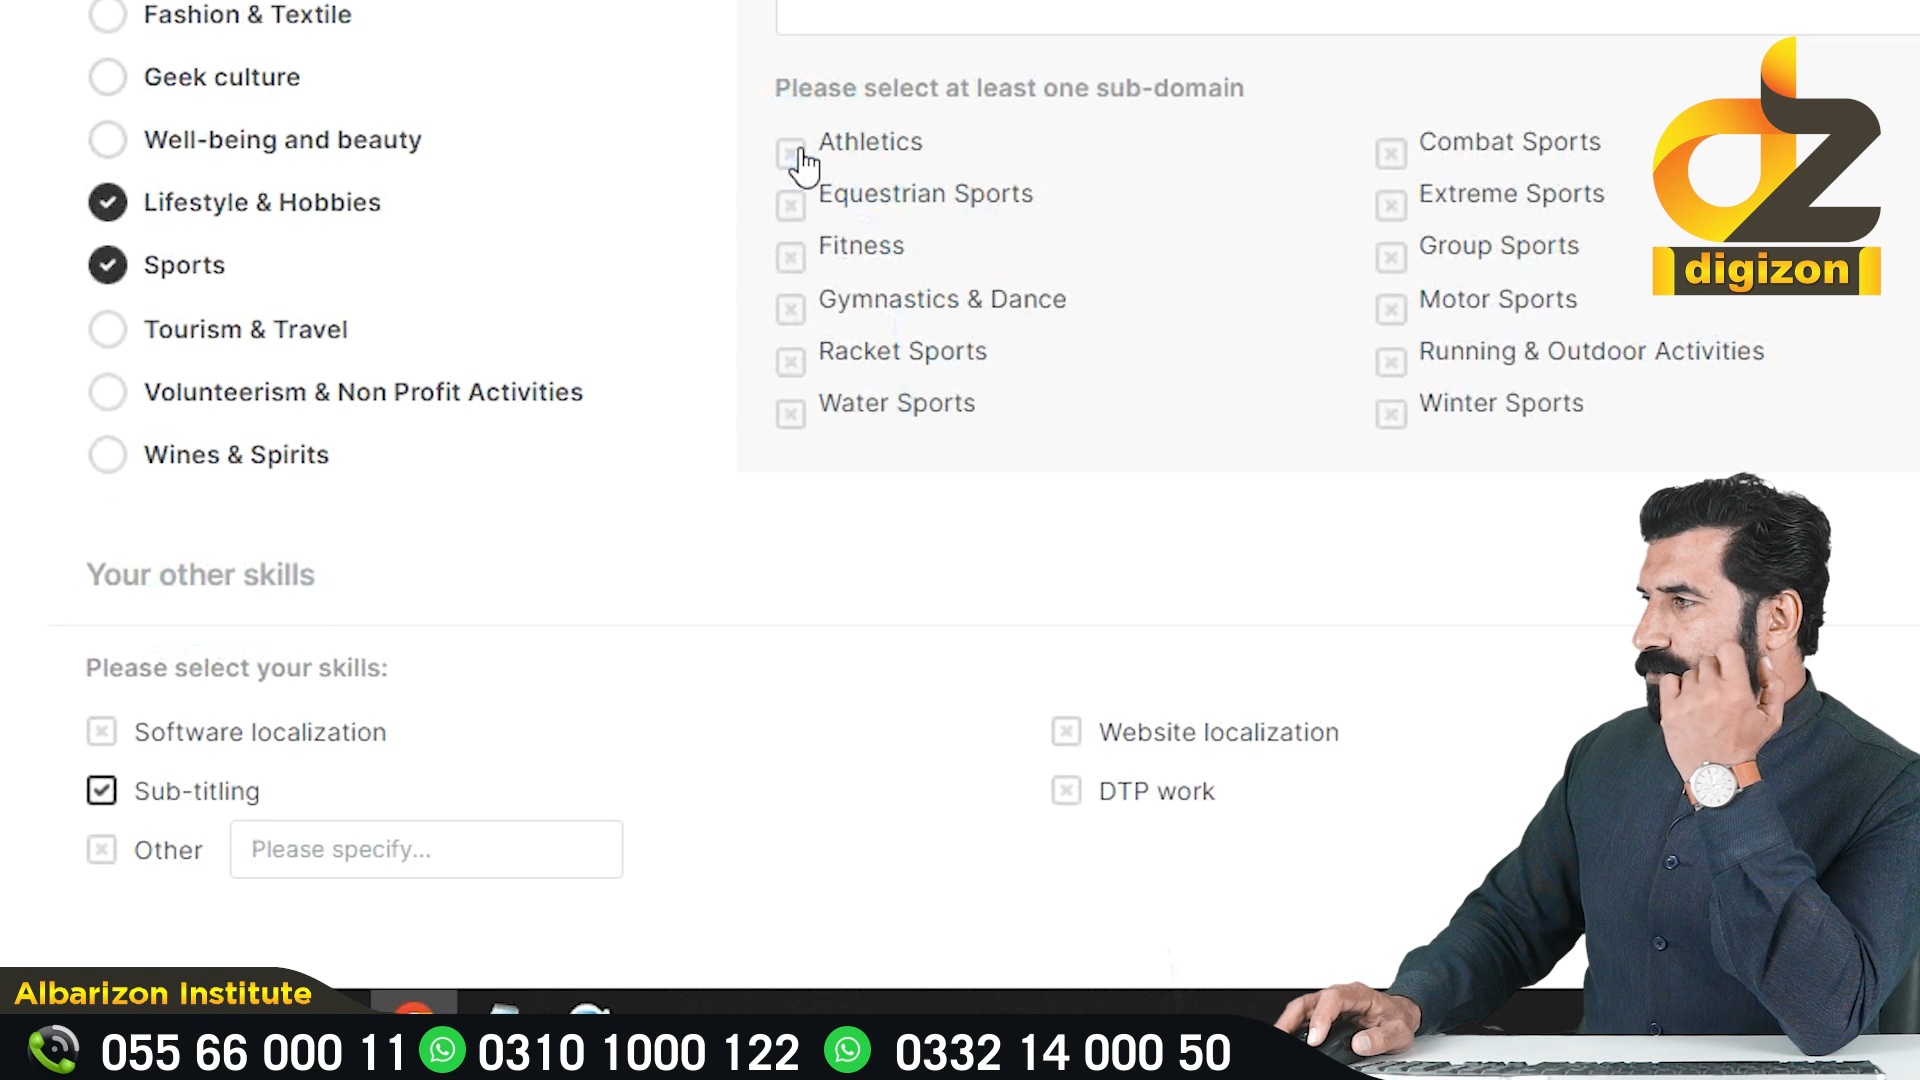 Fashion & Textile
Geek culture
Well-being and beauty
Lifestyle & Hobbies
Sports
Tourism & Travel
Volunteerism & Non Profit Activities
Wines & Spirits
Please select at least one sub-domain
Athletics
Combat Sports
Equestrian Sports
Extreme Sports
Fitness
Group Sports
Gymnastics & Dance
Motor Sports
Racket Sports
Running & Outdoor Activities
Water Sports
Winter Sports
dz
digizon
Your other skills
Please select your skills:
Software localization
Website localization
Sub-titling
DTP work
Other
Please specify...
Albarizon Institute
055 66 000 11
0310 1000 122
0332 14 000 50